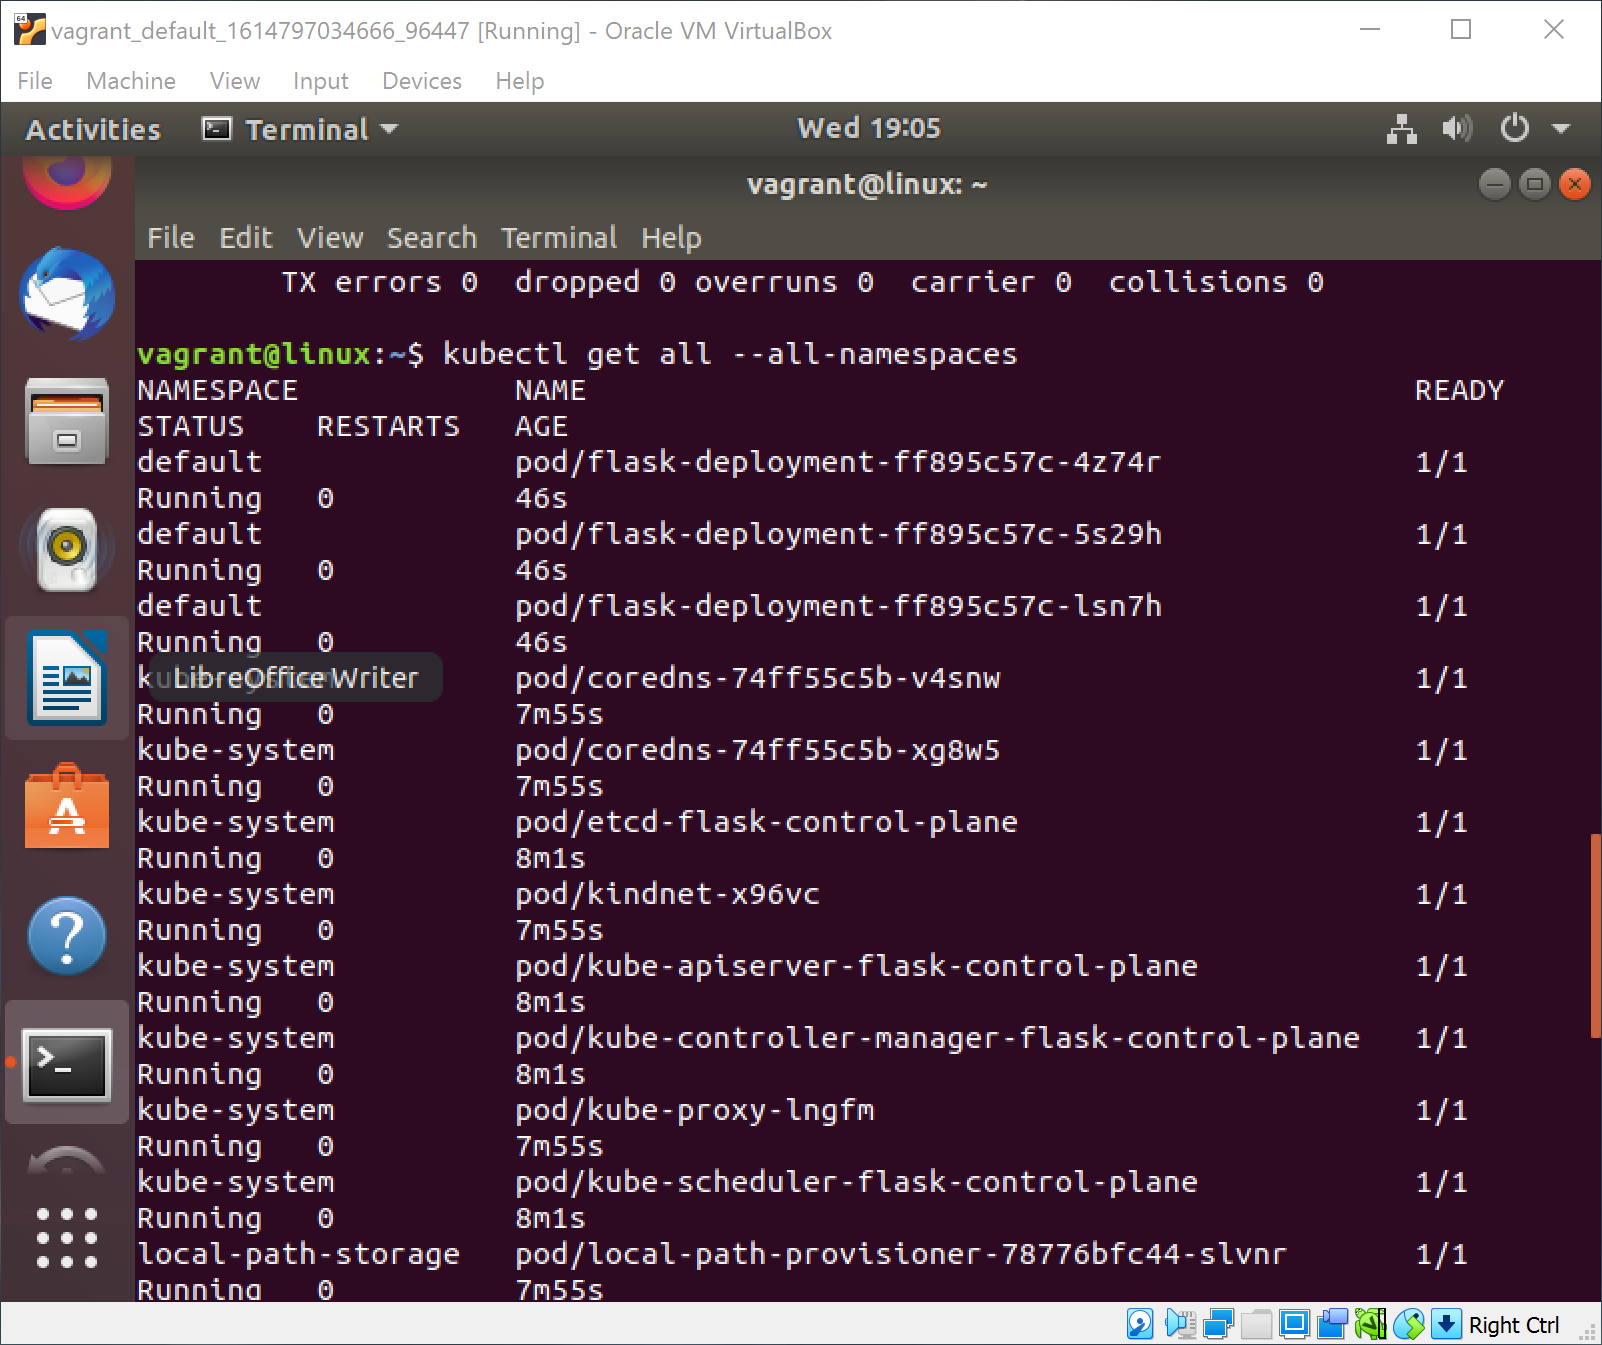 64
vagrant_default_1614797034666_96447 [Running] - Oracle VM VirtualBox
File Machine View Input Devices Help
Activities Terminal Wed 19:05
vagrant@linux: ~
File Edit View Search Terminal Help
TX errors 0 dropped 0 overruns 0 carrier 0 collisions 0
vagrant@linux:~$ kubectl get all --all-namespaces
NAMESPACE NAME READY
STATUS RESTARTS AGE
default pod/flask-deployment-ff895c57c-4z74r 1/1
Running 0 46s
default pod/flask-deployment-ff895c57c-5s29h 1/1
Running 0 46s
default pod/flask-deployment-ff895c57c-lsn7h 1/1
Running 0 46s
kube-system pod/coredns-74ff55c5b-v4snw 1/1
LibreOffice Writer
Running 0 7m55s
kube-system pod/coredns-74ff55c5b-xg8w5 1/1
Running 0 7m55s
kube-system pod/etcd-flask-control-plane 1/1
Running 0 8m1s
kube-system pod/kindnet-x96vc 1/1
Running 0 7m55s
kube-system pod/kube-apiserver-flask-control-plane 1/1
Running 0 8m1s
kube-system pod/kube-controller-manager-flask-control-plane 1/1
Running 0 8m1s
kube-system pod/kube-proxy-lngfm 1/1
Running 0 7m55s
kube-system pod/kube-scheduler-flask-control-plane 1/1
Running 0 8m1s
local-path-storage pod/local-path-provisioner-78776bfc44-slvnr 1/1
Running 0 7m55s
Right Ctrl